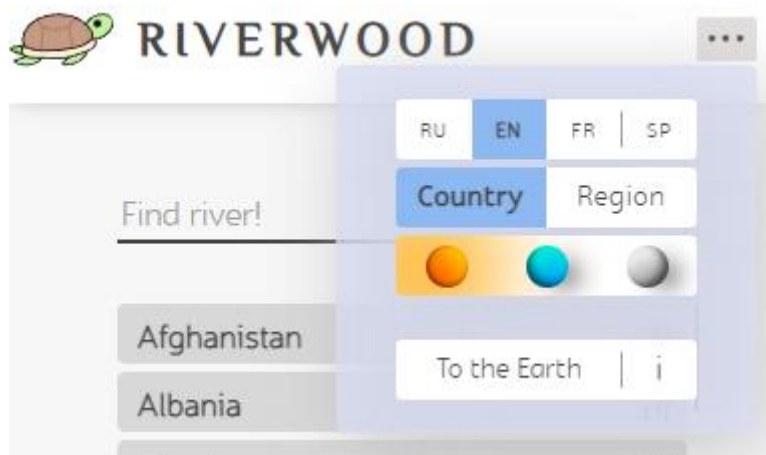 RIVERWOOD
RU EN FR | SP
Country Region
Find river!
Afghanistan
To the Earth | i
Albania